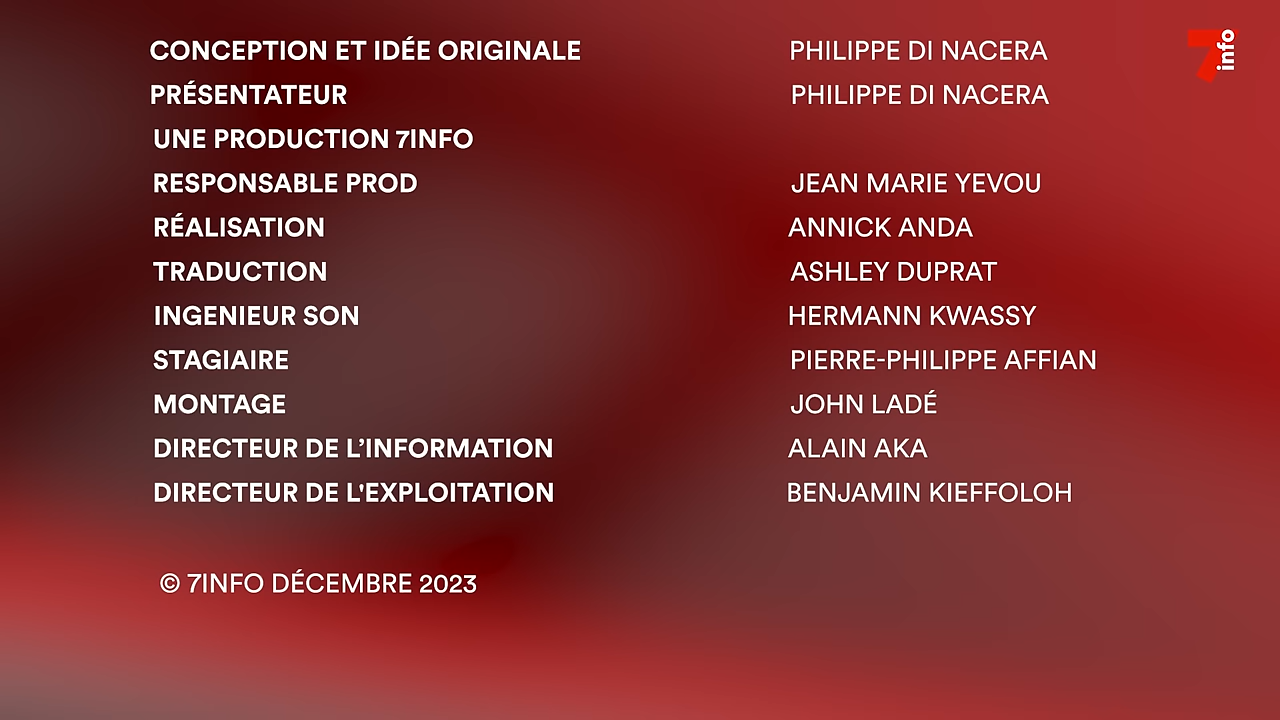 CONCEPTION ET IDÉE ORIGINALE PHILIPPE DI NACERA
PRÉSENTATEUR PHILIPPE DI NACERA
UNE PRODUCTION 7INFO
RESPONSABLE PROD JEAN MARIE YEVOU
RÉALISATION ANNICK ANDA
TRADUCTION ASHLEY DUPRAT
INGENIEUR SON HERMANN KWASSY
STAGIAIRE PIERRE-PHILIPPE AFFIAN
MONTAGE JOHN LADÉ
DIRECTEUR DE L’INFORMATION ALAIN AKA
DIRECTEUR DE L'EXPLOITATION BENJAMIN KIEFFOLOH
© 7INFO DÉCEMBRE 2023
7info